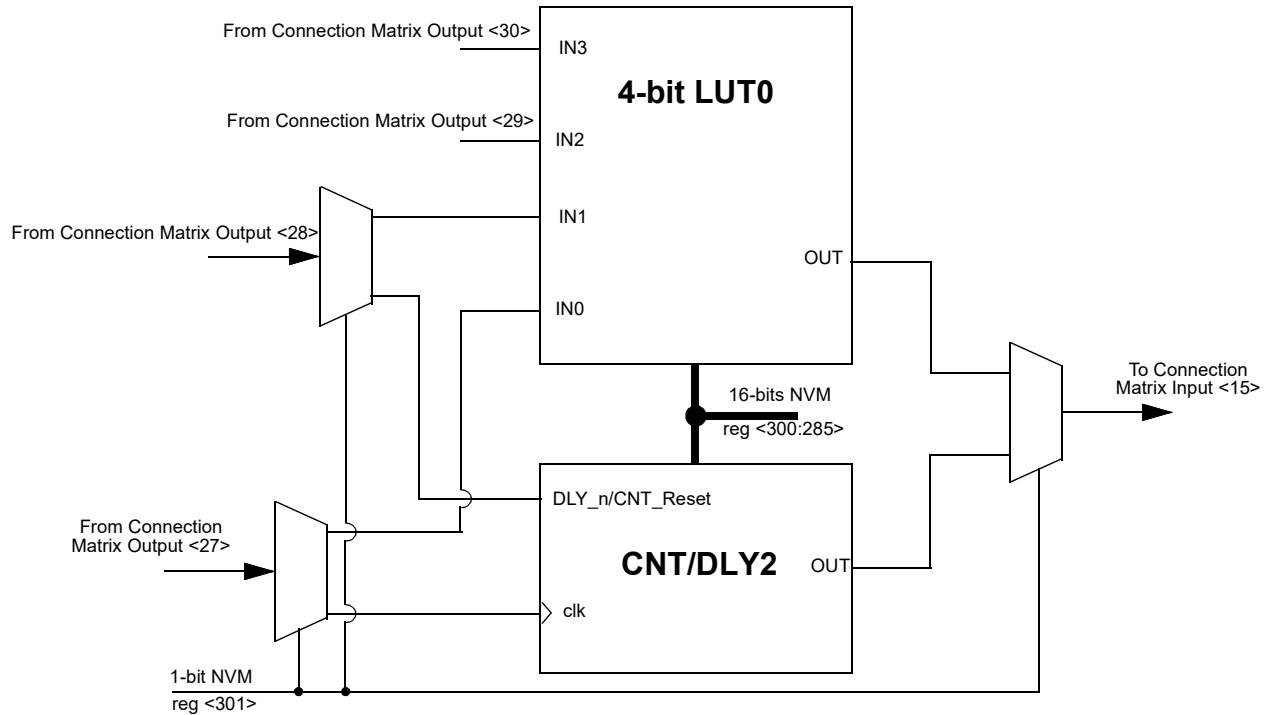 From Connection Matrix Output <30>
IN3
4-bit LUT0
From Connection Matrix Output <29>
IN2
IN1
From Connection Matrix Output <28>
OUT
IN0
To Connection
Matrix Input <15>
16-bits NVM
reg <300:285>
DLY_n/CNT_Reset
From Connection
Matrix Output <27>
CNT/DLY2
OUT
clk
1-bit NVM
reg <301>